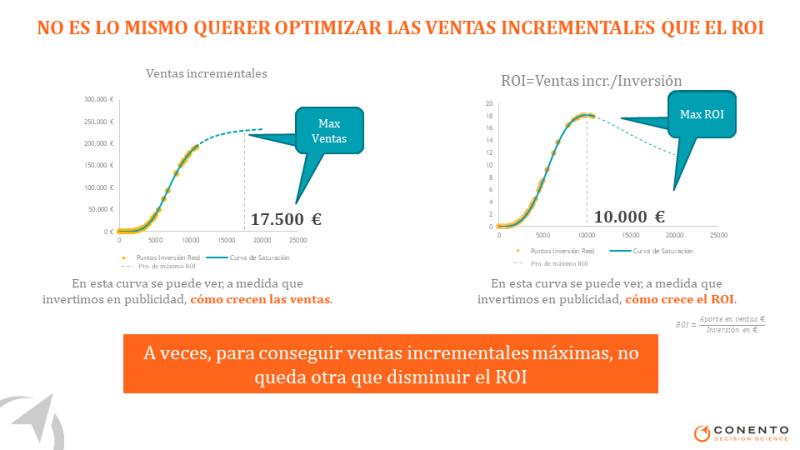 NO ES LO MISMO QUERER OPTIMIZAR LAS VENTAS INCREMENTALES QUE EL ROI
Ventas incrementales
300.000 €
250.000 €
200.000 €
150.000 €
100.000 €
50.000 €
0 €
0 5000 10000 15000 20000 25000
Max
Ventas
17.500 €
Puntos Inversión Real Curva de Saturación
Pto. de máximo ROI
En esta curva se puede ver, a medida que
invertimos en publicidad, cómo crecen las ventas.
ROI=Ventas incr./Inversión
20
18
16
14
12
10
8
6
4
2
0
0 5000 10000 15000 20000 25000
Max ROI
10.000 €
Puntos Inversión Real Curva de Saturación
Pto. de máximo ROI
En esta curva se puede ver, a medida que
invertimos en publicidad, cómo crece el ROI.
ROI = Aporte en ventas €
Inversión en €
A veces, para conseguir ventas incrementales máximas, no
queda otra que disminuir el ROI
CONENTO
DECISION SCIENCE